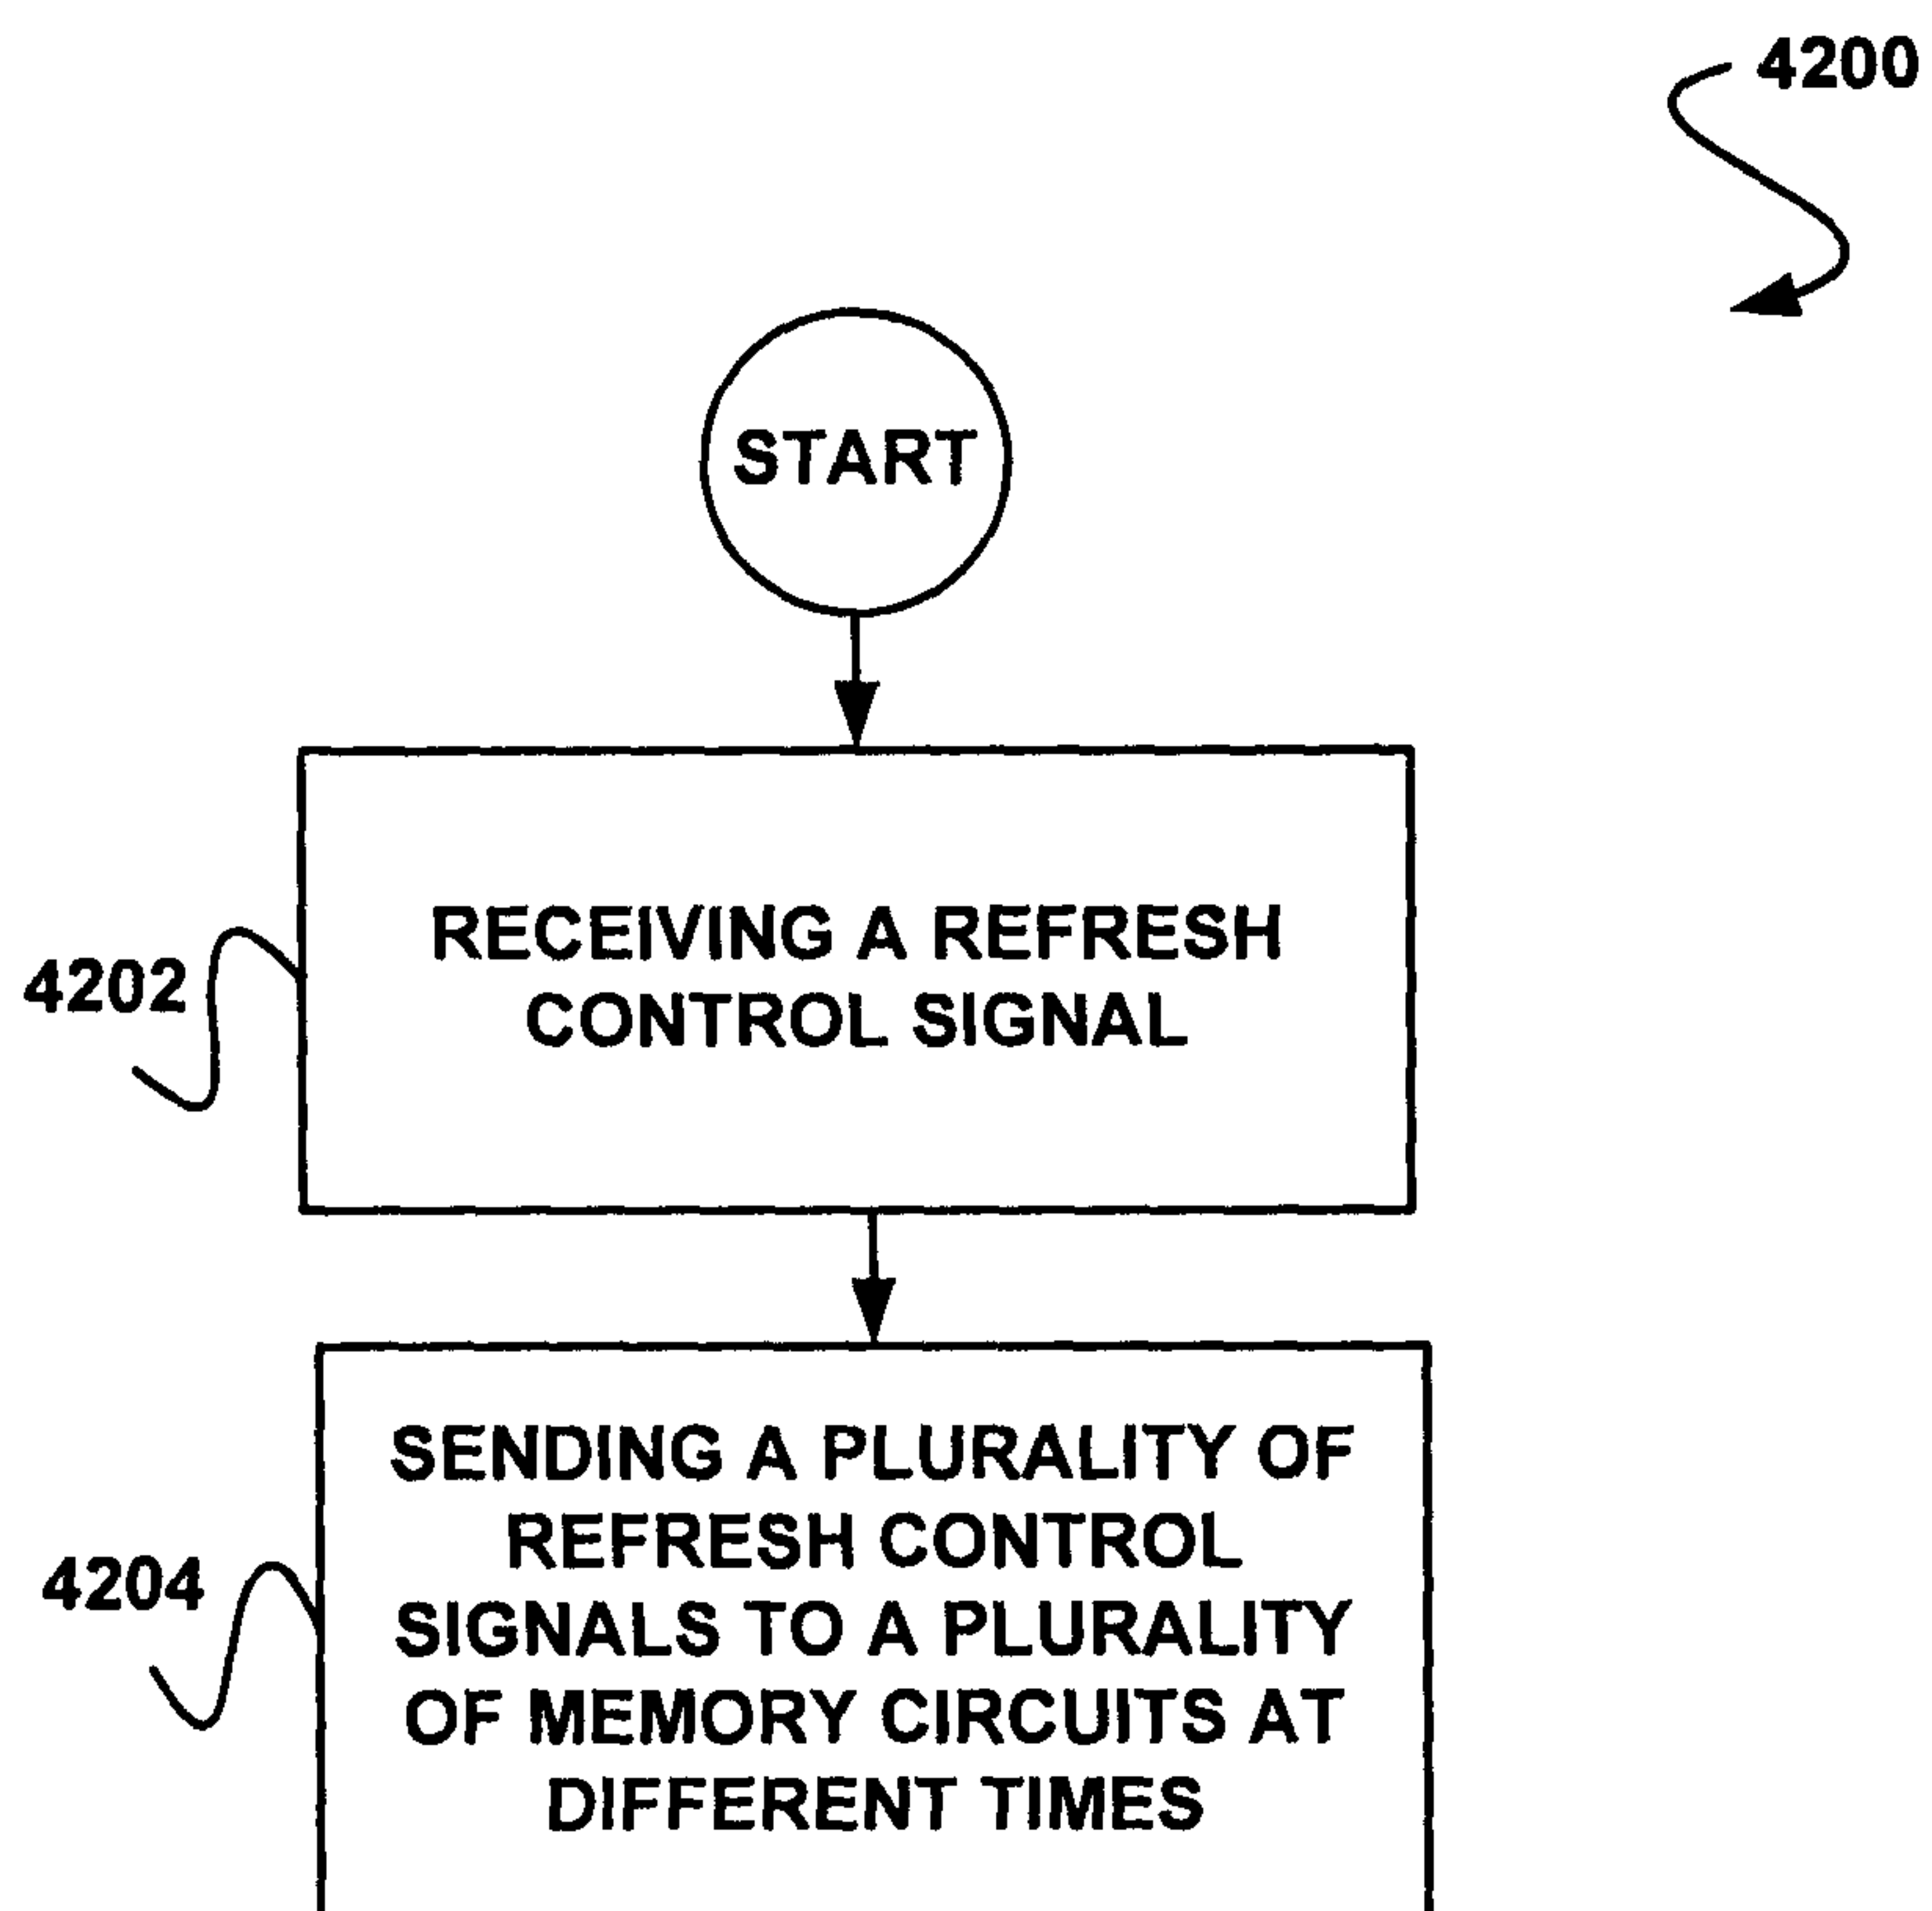 4200
START
RECEIVING A REFRESH
CONTROL SIGNAL
4202
SENDING A PLURALITY OF
REFRESH CONTROL
SIGNALS TO A PLURALITY
OF MEMORY CIRCUITS AT
DIFFERENT TIMES
4204